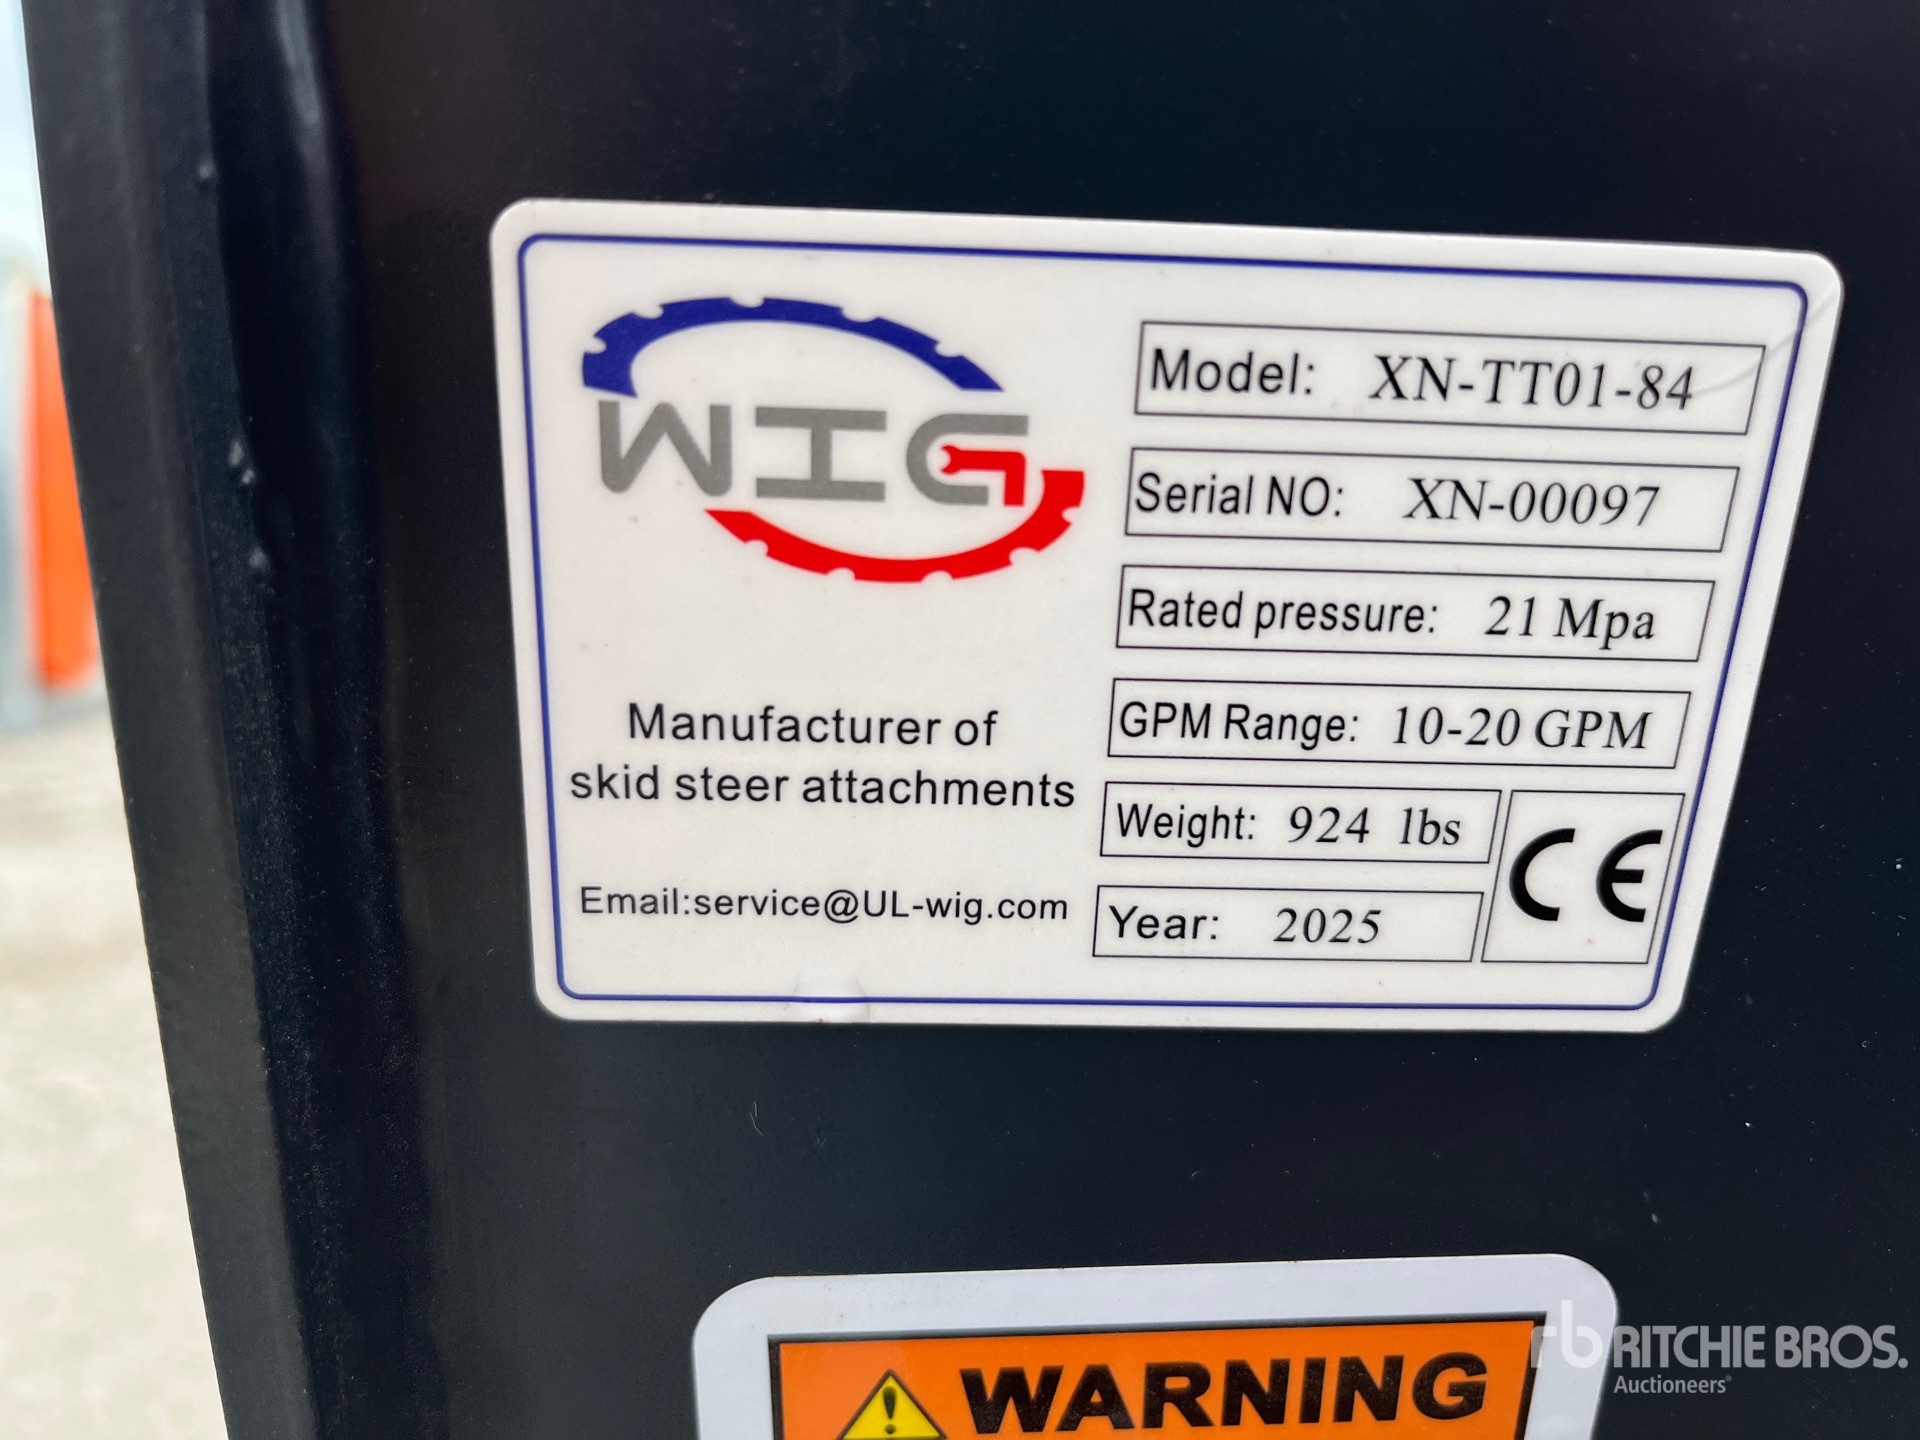 WIG
Manufacturer of
skid steer attachments
Email:service@UL-wig.com
Model: XN-TT01-84
Serial NO: XN-00097
Rated pressure: 21 Mpa
GPM Range: 10-20 GPM
Weight: 924 lbs
Year: 2025
CE
WARNING
rb RITCHIE BROS.
Auctioneers